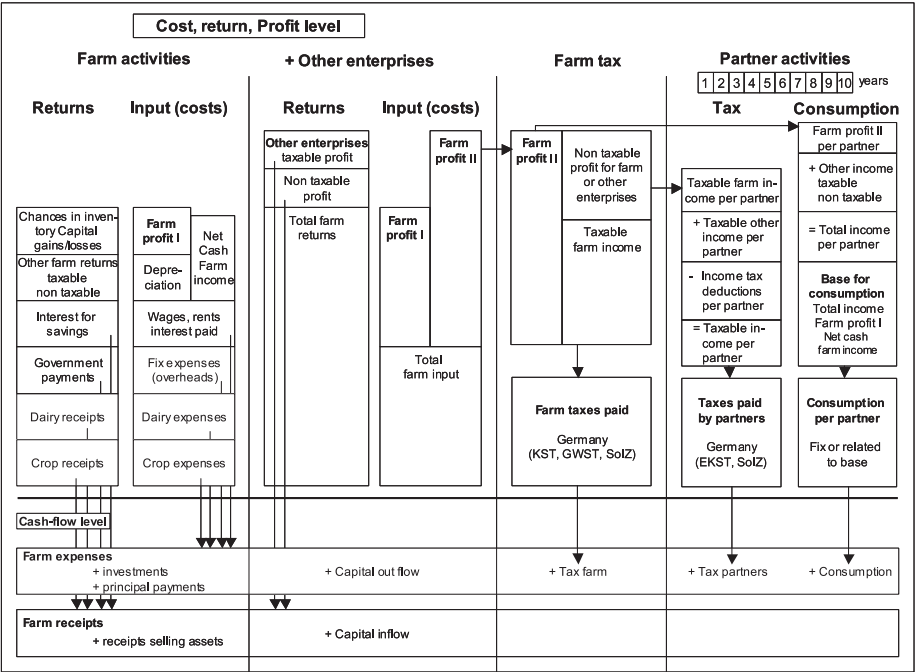 Cost, return, Profit level
Farm activities
+ Other enterprises
Farm tax
Partner activities
1 2 3 4 5 6 7 8 9 10 years
Returns
Input (costs)
Returns
Input (costs)
Tax
Consumption
Chances in inven-
tory Capital
gains/losses
Other farm returns
taxable
non taxable
Interest for
savings
Government
payments
Dairy receipts
Crop receipts
Farm
profit I
Net
Cash
Farm
income
Depre-
ciation
Wages, rents
interest paid
Fix expenses
(overheads)
Dairy expenses
Crop expenses
Other enterprises
taxable profit
Non taxable
profit
Total farm
returns
Farm
profit II
Farm
profit I
Total
farm input
Farm
profit II
Non taxable
profit for farm
or other
enterprises
Taxable
farm income
Farm taxes paid
Germany
(KST, GWST, SolZ)
Taxable farm in-
come per partner
+ Taxable other
income per
partner
- Income tax
deductions
per partner
= Taxable in-
come per
partner
Taxes paid
by partners
Germany
(EKST, SolZ)
Farm profit II
per partner
+ Other income
taxable
non taxable
= Total income
per partner
Base for
consumption
Total income
Farm profit I
Net cash
farm income
Consumption
per partner
Fix or related
to base
Cash-flow level
Farm expenses
+ investments
+ principal payments
+ Capital out flow
+ Tax farm
+ Tax partners
+ Consumption
Farm receipts
+ receipts selling assets
+ Capital inflow